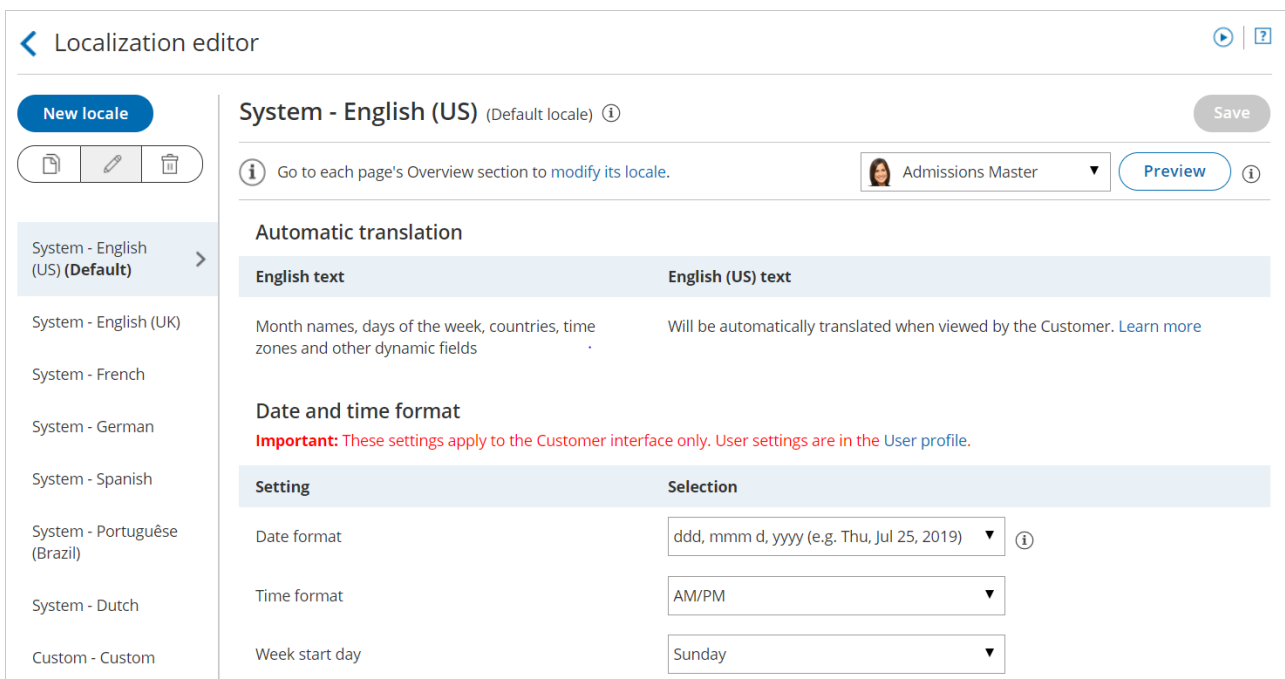 Localization editor
?
New locale
System - English (US) (Default locale) i
Save
i Go to each page's Overview section to modify its locale.
Admissions Master
Preview
i
System - English
(US) (Default)
System - English (UK)
System - French
System - German
System - Spanish
System - Portuguêse
(Brazil)
System - Dutch
Custom - Custom
Automatic translation
English text
English (US) text
Month names, days of the week, countries, time
zones and other dynamic fields
Will be automatically translated when viewed by the Customer. Learn more
Date and time format
Important: These settings apply to the Customer interface only. User settings are in the User profile.
Setting
Selection
Date format
ddd, mmm d, yyyy (e.g. Thu, Jul 25, 2019)
i
Time format
AM/PM
Week start day
Sunday